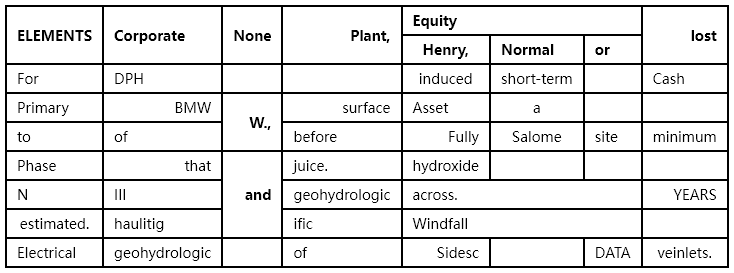 ELEMENTS Corporate None Plant, Equity lost
Henry, Normal or
For DPH induced short-term Cash
Primary BMW W., surface Asset a
to of before Fully Salome site minimum
Phase that and juice. hydroxide
N III geohydrologic across. YEARS
estimated. haulitig ific Windfall
Electrical geohydrologic of Sidesc DATA veinlets.